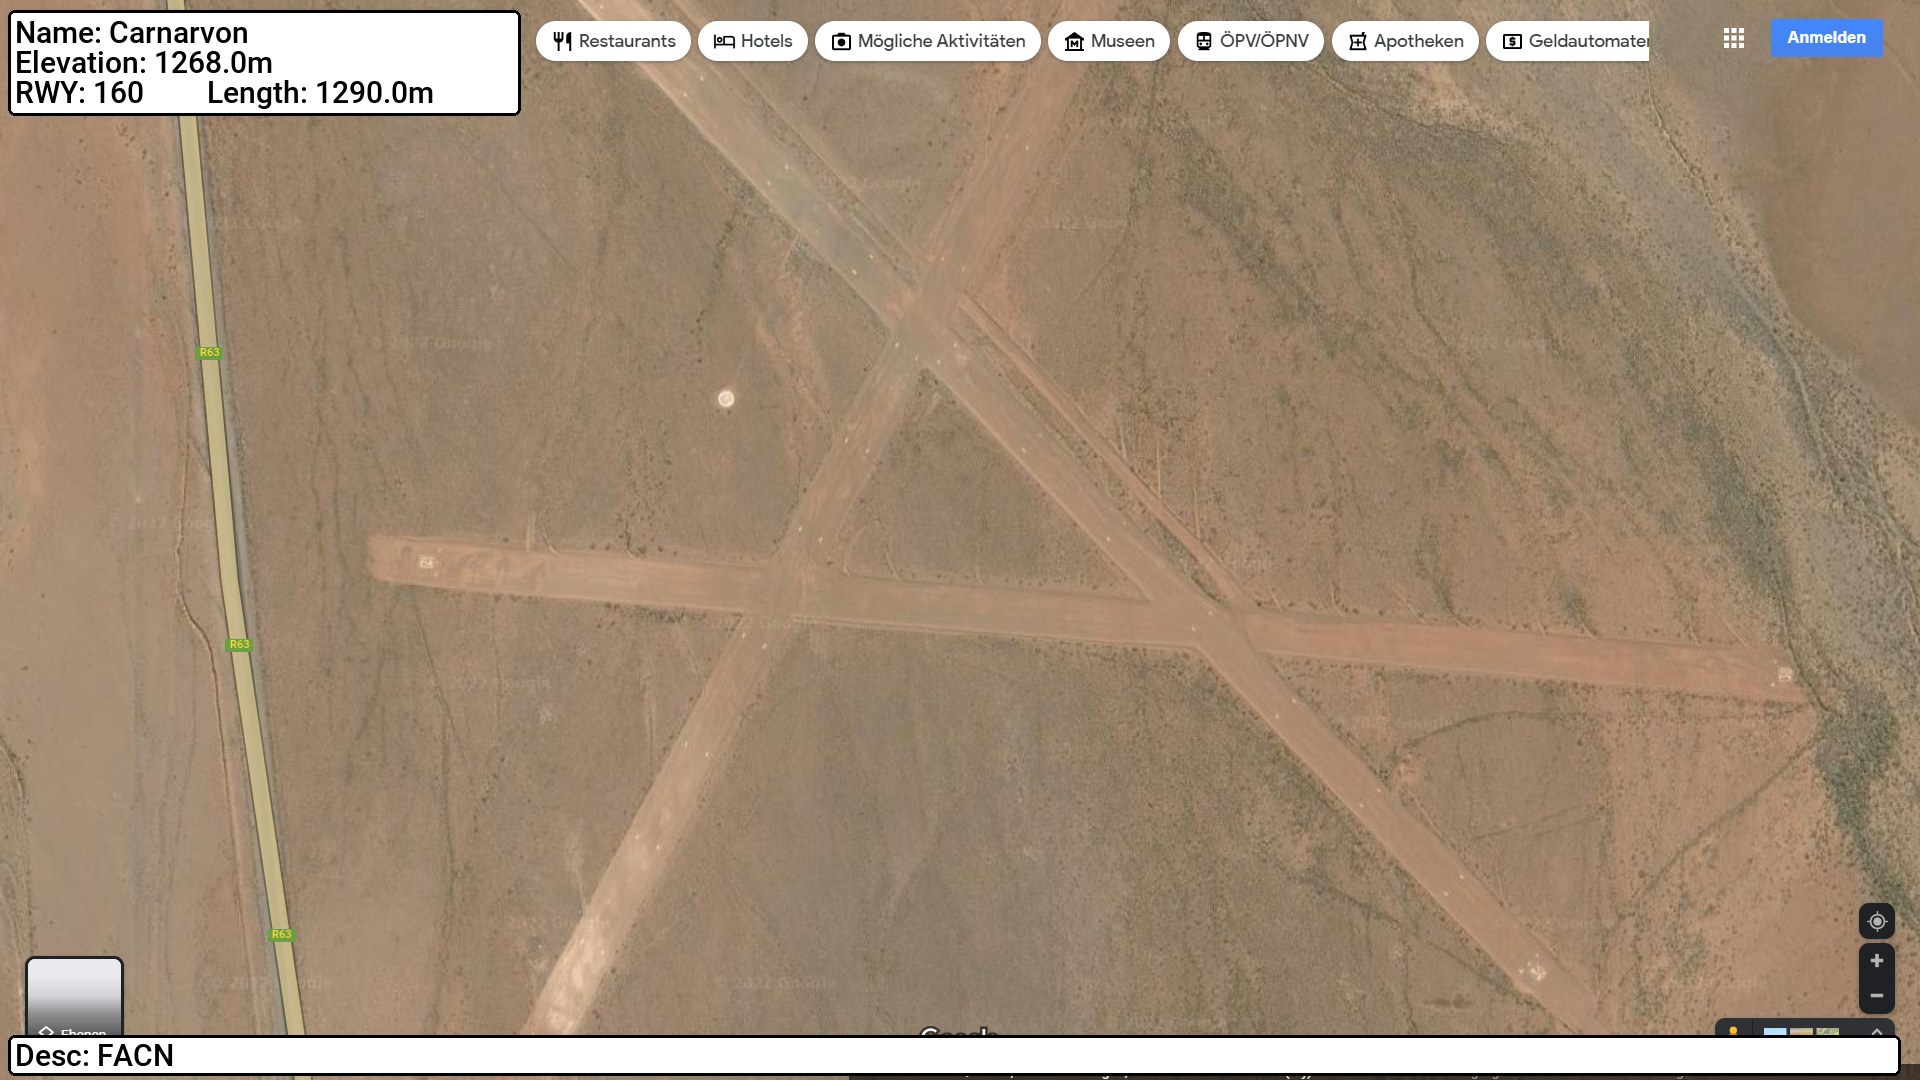 Name: Carnarvon
Elevation: 1268.0m
RWY: 160 Length: 1290.0m
Restaurants
Hotels
Mögliche Aktivitäten
Museen
ÖPV/ÖPNV
Apotheken
Geldautomaten
Anmelden
R63
R63
R63
Ebenen
Google
Desc: FACN